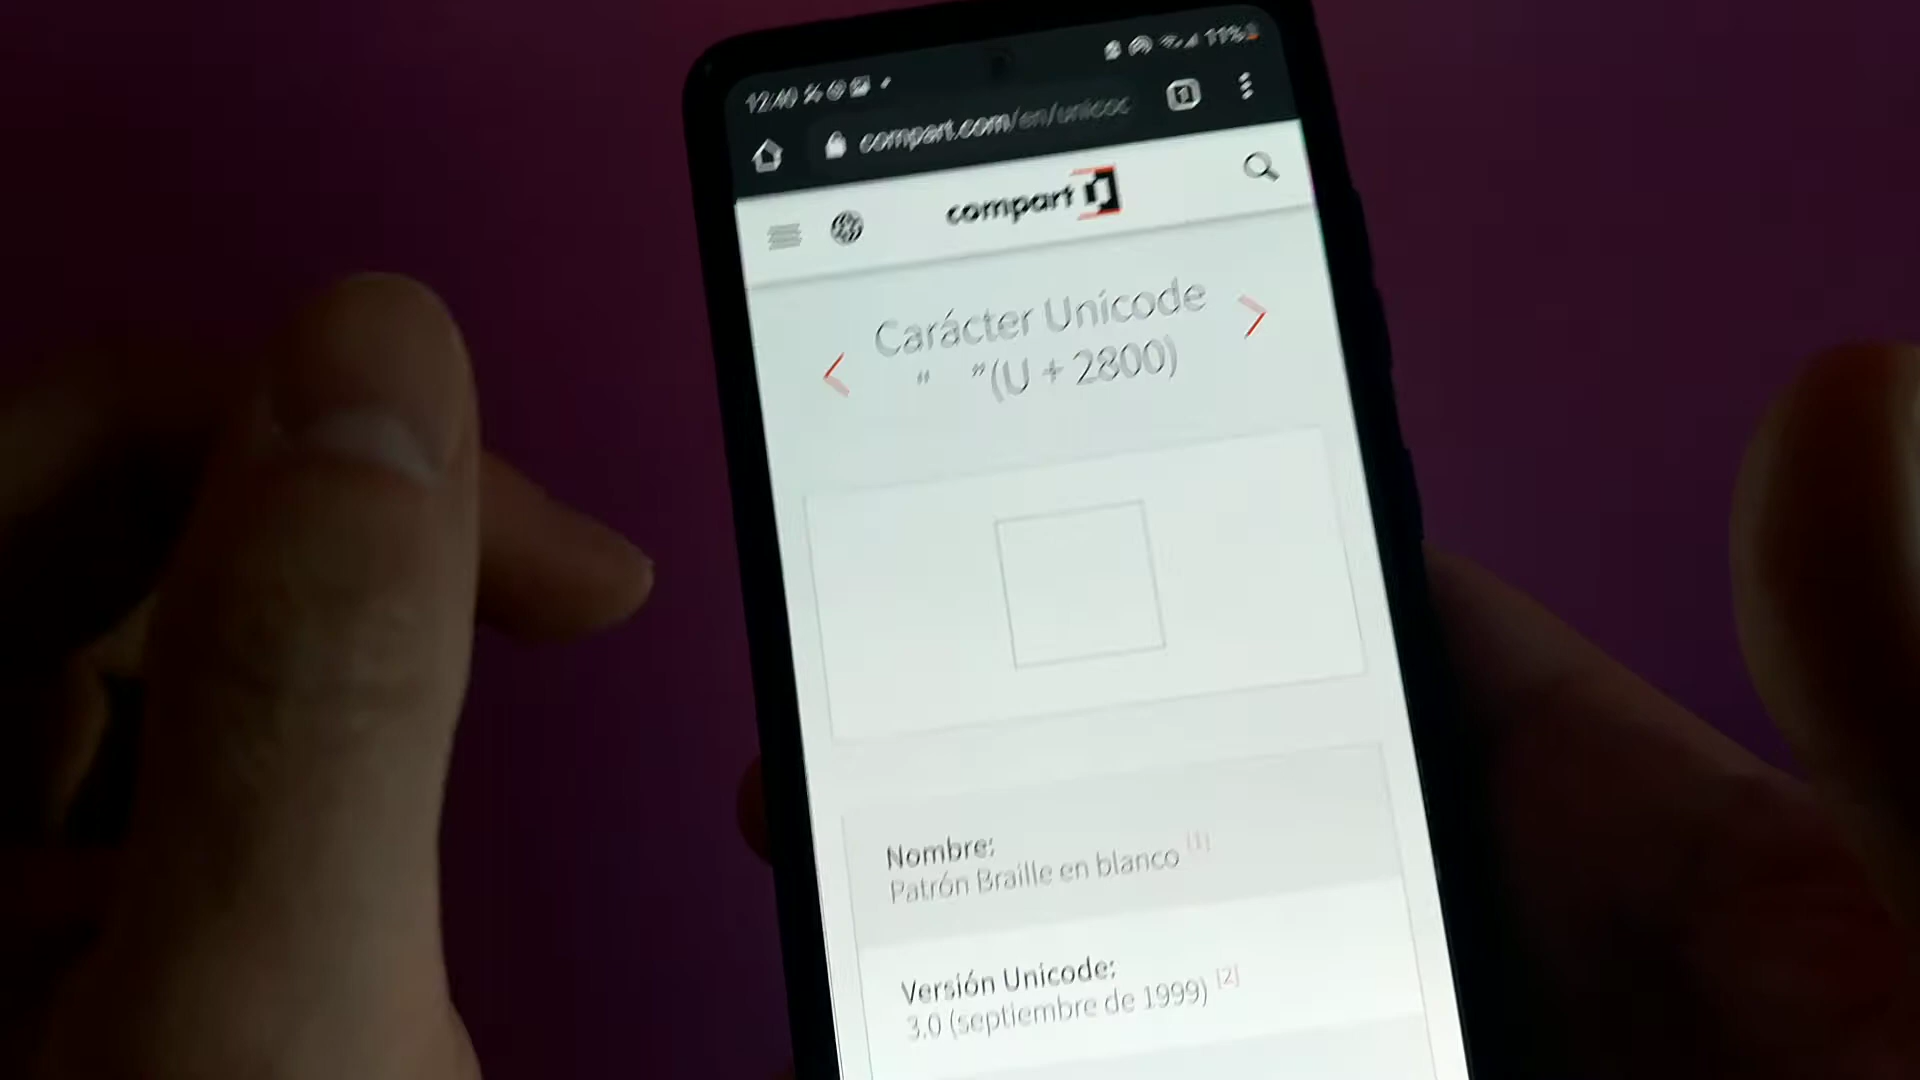 12:40
11%
compart.com/en/unicoc
compart
Carácter Unicode
“ ” (U + 2800)
Nombre:
Patrón Braille en blanco [1]
Versión Unicode:
3.0 (septiembre de 1999) [2]